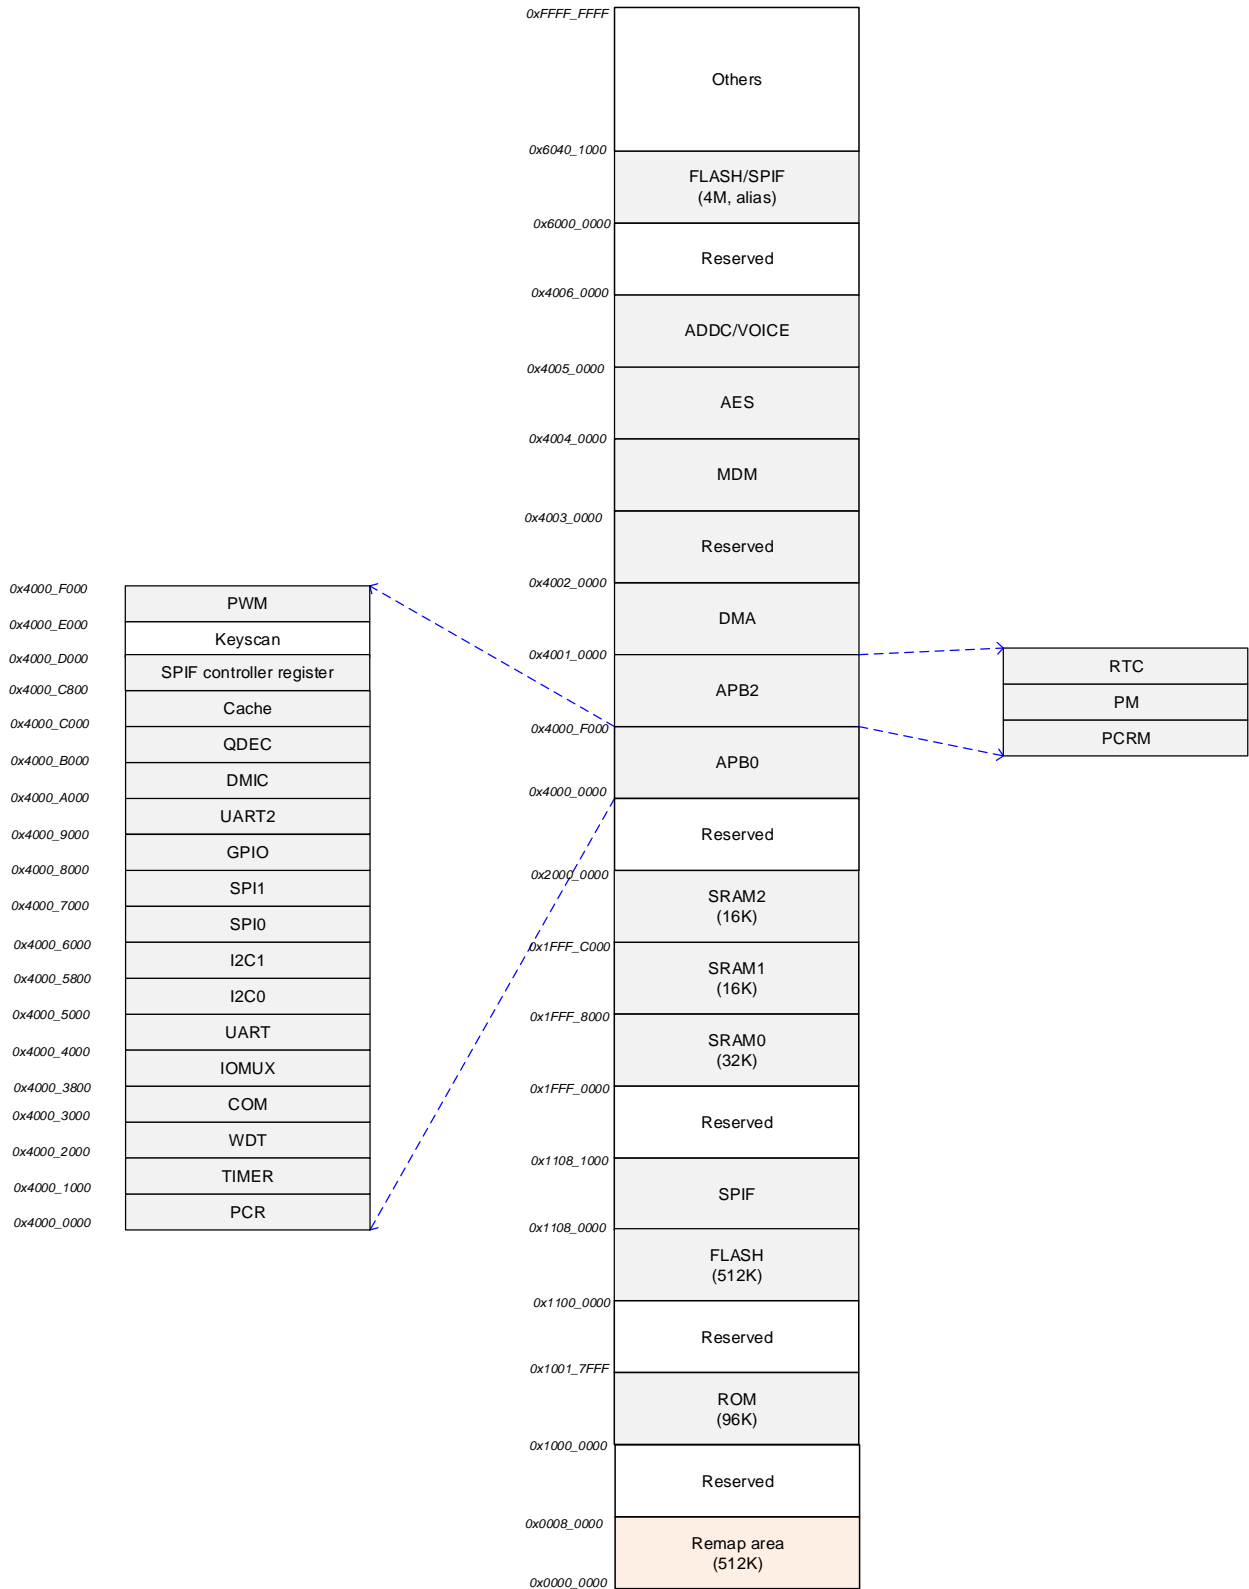 0xFFFF_FFFF
Others
0x6040_1000
FLASH/SPIF
(4M, alias)
0x6000_0000
Reserved
0x4006_0000
ADDC/VOICE
0x4005_0000
AES
0x4004_0000
MDM
0x4003_0000
Reserved
0x4002_0000
DMA
0x4001_0000
APB2
0x4000_F000
APB0
0x4000_0000
Reserved
0x2000_0000
SRAM2
(16K)
0x1FFF_C000
SRAM1
(16K)
0x1FFF_8000
SRAM0
(32K)
0x1FFF_0000
Reserved
0x1108_1000
SPIF
0x1108_0000
FLASH
(512K)
0x1100_0000
Reserved
0x1001_7FFF
ROM
(96K)
0x1000_0000
Reserved
0x0008_0000
Remap area
(512K)
0x0000_0000
0x4000_F000
PWM
0x4000_E000
Keyscan
0x4000_D000
SPIF controller register
0x4000_C800
Cache
0x4000_C000
QDEC
0x4000_B000
DMIC
0x4000_A000
UART2
0x4000_9000
GPIO
0x4000_8000
SPI1
0x4000_7000
SPI0
0x4000_6000
I2C1
0x4000_5800
I2C0
0x4000_5000
UART
0x4000_4000
IOMUX
0x4000_3800
COM
0x4000_3000
WDT
0x4000_2000
TIMER
0x4000_1000
PCR
0x4000_0000
RTC
PM
PCRM